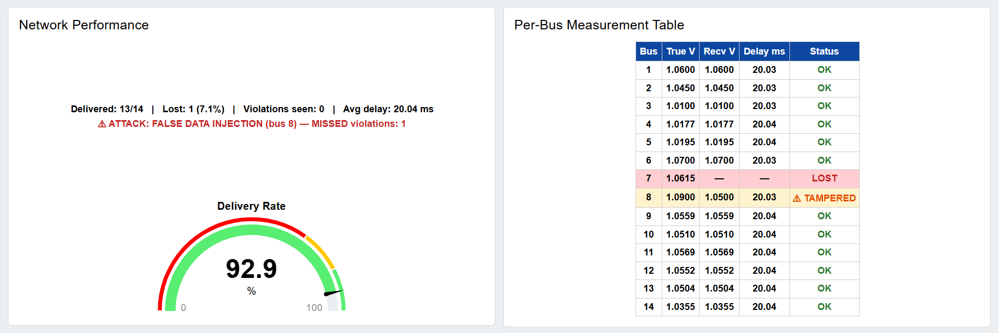 Network Performance
Delivered: 13/14 | Lost: 1 (7.1%) | Violations seen: 0 | Avg delay: 20.04 ms
⚠ ATTACK: FALSE DATA INJECTION (bus 8) — MISSED violations: 1
Delivery Rate
92.9
%
0 100
Per-Bus Measurement Table
Bus True V Recv V Delay ms Status
1 1.0600 1.0600 20.03 OK
2 1.0450 1.0450 20.03 OK
3 1.0100 1.0100 20.03 OK
4 1.0177 1.0177 20.04 OK
5 1.0195 1.0195 20.04 OK
6 1.0700 1.0700 20.03 OK
7 1.0615 — — LOST
8 1.0900 1.0500 20.03 ⚠ TAMPERED
9 1.0559 1.0559 20.04 OK
10 1.0510 1.0510 20.04 OK
11 1.0569 1.0569 20.04 OK
12 1.0552 1.0552 20.04 OK
13 1.0504 1.0504 20.04 OK
14 1.0355 1.0355 20.04 OK